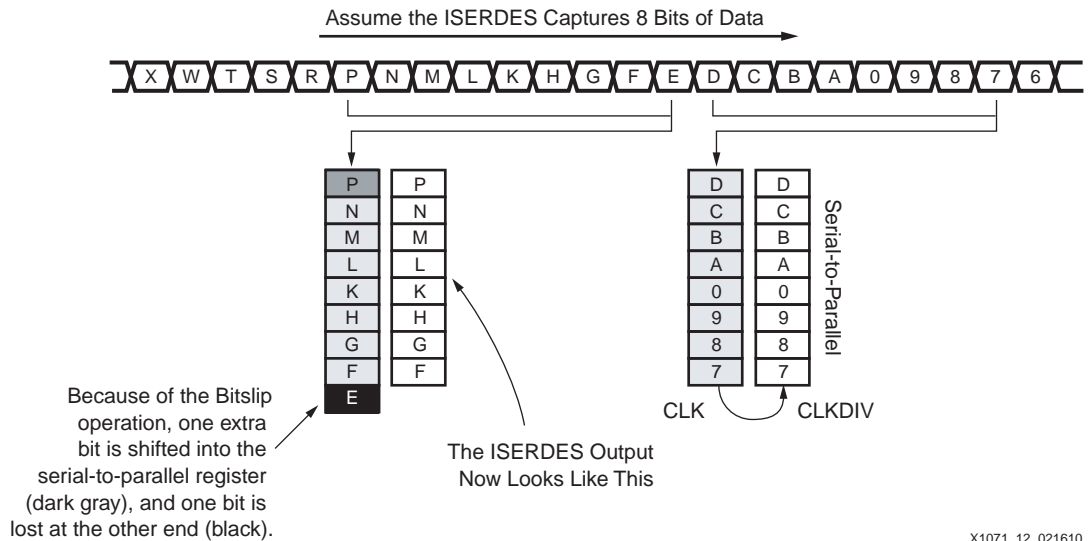 Assume the ISERDES Captures 8 Bits of Data
X W T S R P N M L K H G F E D C B A 0 9 8 7 6
P P
N N
M M
L L
K K
H H
G G
F F
E
D D
C C
B B
A A
0 0
9 9
8 8
7 7
Serial-to-Parallel
CLK CLKDIV
Because of the Bitslip
operation, one extra
bit is shifted into the
serial-to-parallel register
(dark gray), and one bit is
lost at the other end (black).
The ISERDES Output
Now Looks Like This
X1071_12_021610